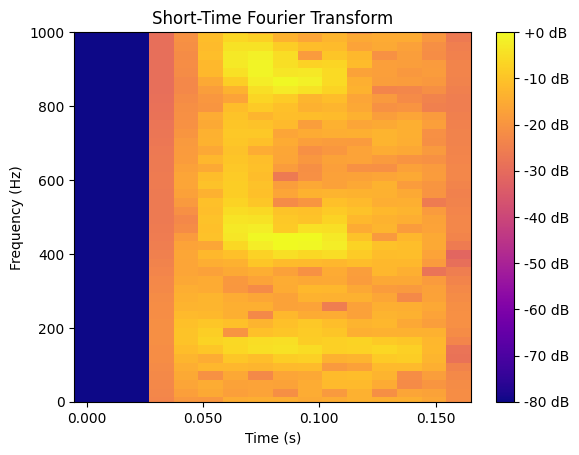 Short-Time Fourier Transform
Frequency (Hz)
1000
800
600
400
200
0
0.000
0.050
0.100
0.150
Time (s)
+0 dB
-10 dB
-20 dB
-30 dB
-40 dB
-50 dB
-60 dB
-70 dB
-80 dB